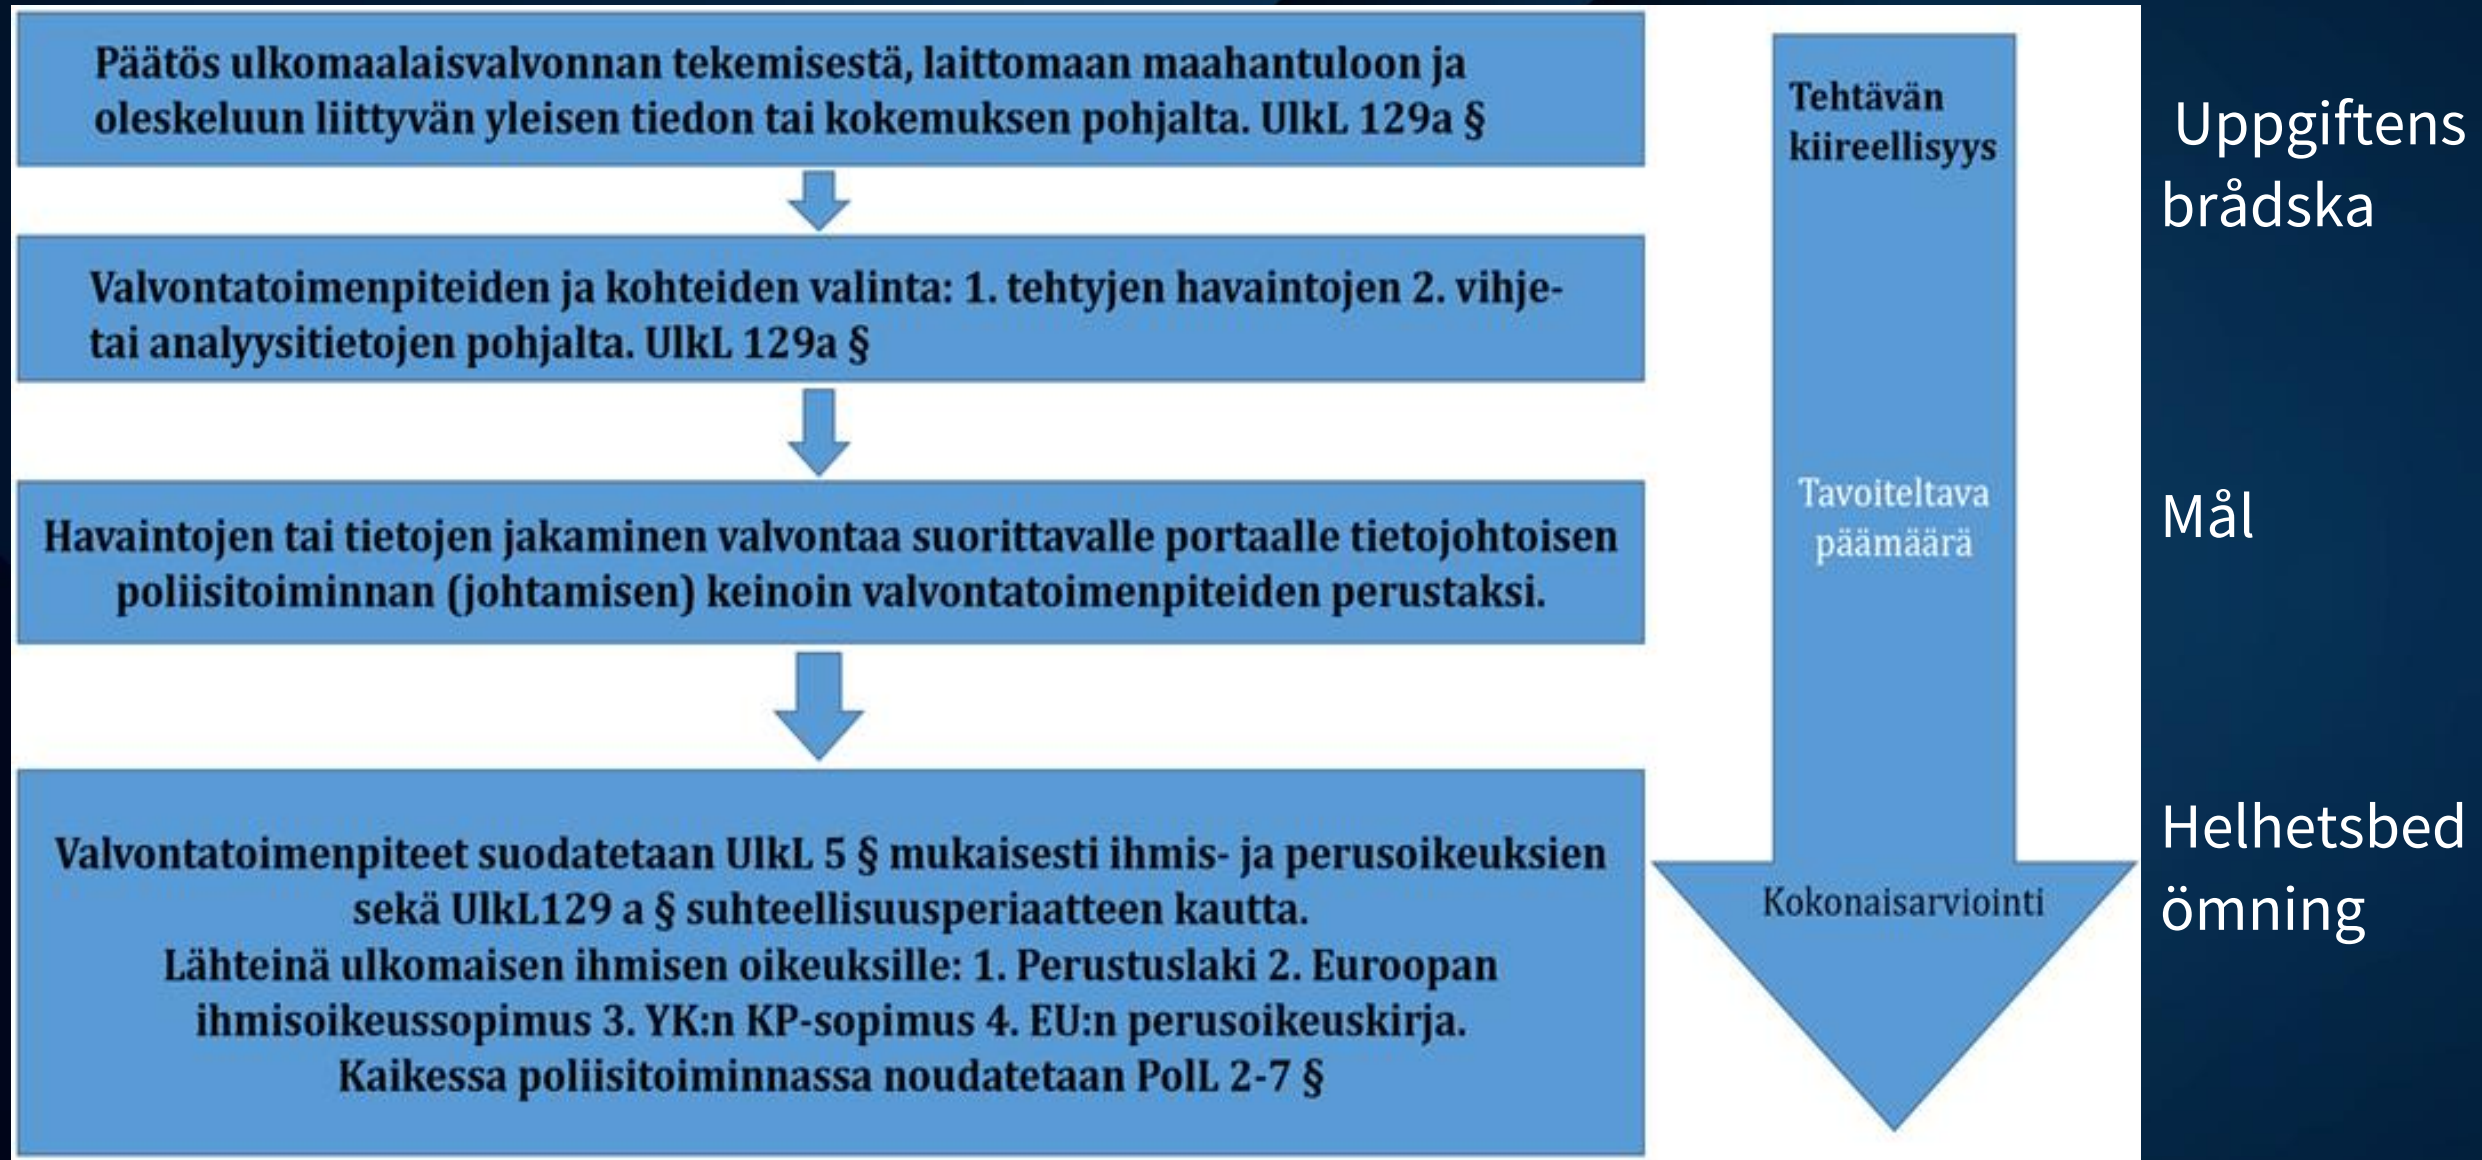 Päätös ulkomaalaisvalvonnan tekemisestä, laittomaan maahantuloon ja
oleskeluun liittyvän yleisen tiedon tai kokemuksen pohjalta. UlkL 129a §
Valvontatoimenpiteiden ja kohteiden valinta: 1. tehtyjen havaintojen 2. vihje-
tai analyysitietojen pohjalta. UlkL 129a §
Havaintojen tai tietojen jakaminen valvontaa suorittavalle portaalle tietojohtoisen
poliisitoiminnan (johtamisen) keinoin valvontatoimenpiteiden perustaksi.
Valvontatoimenpiteet suodatetaan UlkL 5 § mukaisesti ihmis- ja perusoikeuksien
sekä UlkL129 a § suhteellisuusperiaatteen kautta.
Lähteinä ulkomaisen ihmisen oikeuksille: 1. Perustuslaki 2. Euroopan
ihmisoikeussopimus 3. YK:n KP-sopimus 4. EU:n perusoikeuskirja.
Kaikessa poliisitoiminnassa noudatetaan PolL 2-7 §
Tehtävän
kiireellisyys
Tavoiteltava
päämäärä
Kokonaisarviointi
Uppgiftens
brådska
Mål
Helhetsbed
ömning